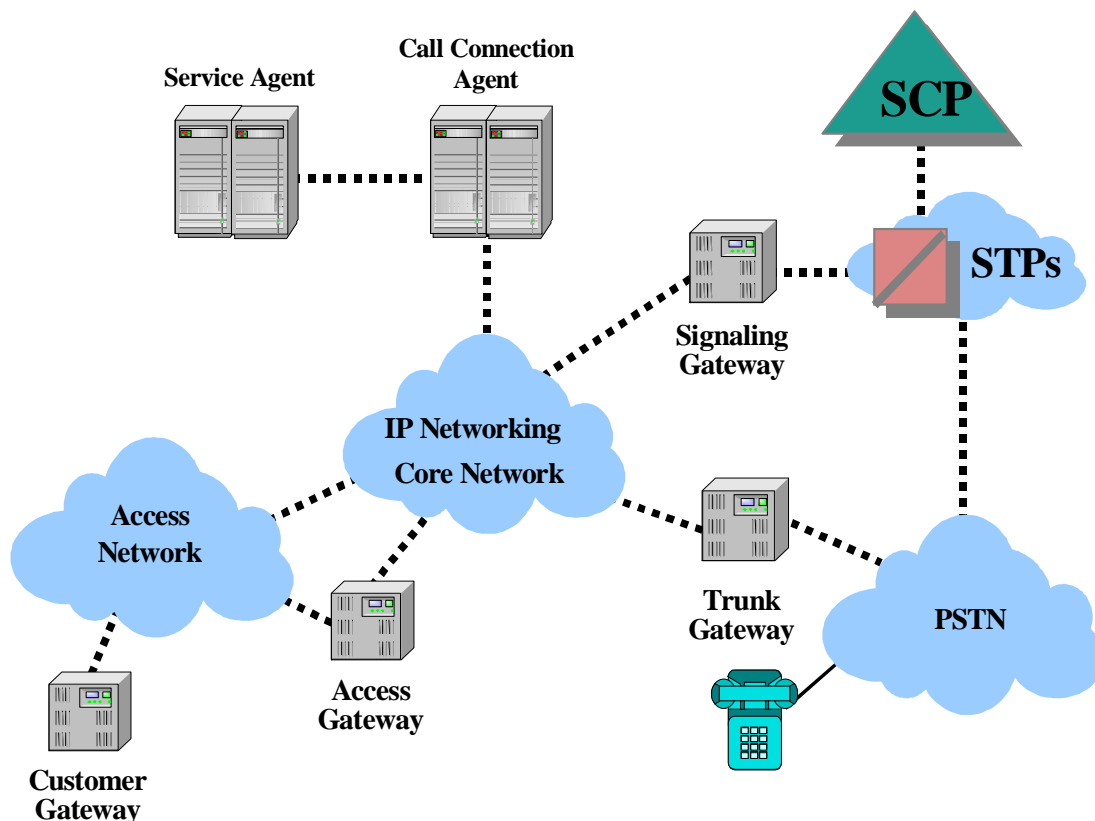 Service Agent
Call Connection
Agent
SCP
STPs
Signaling
Gateway
IP Networking
Core Network
Access
Network
Trunk
Gateway
PSTN
Access
Gateway
Customer
Gateway